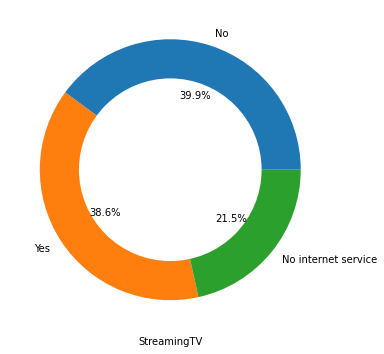 No
39.9%
38.6%
21.5%
Yes
No internet service
StreamingTV